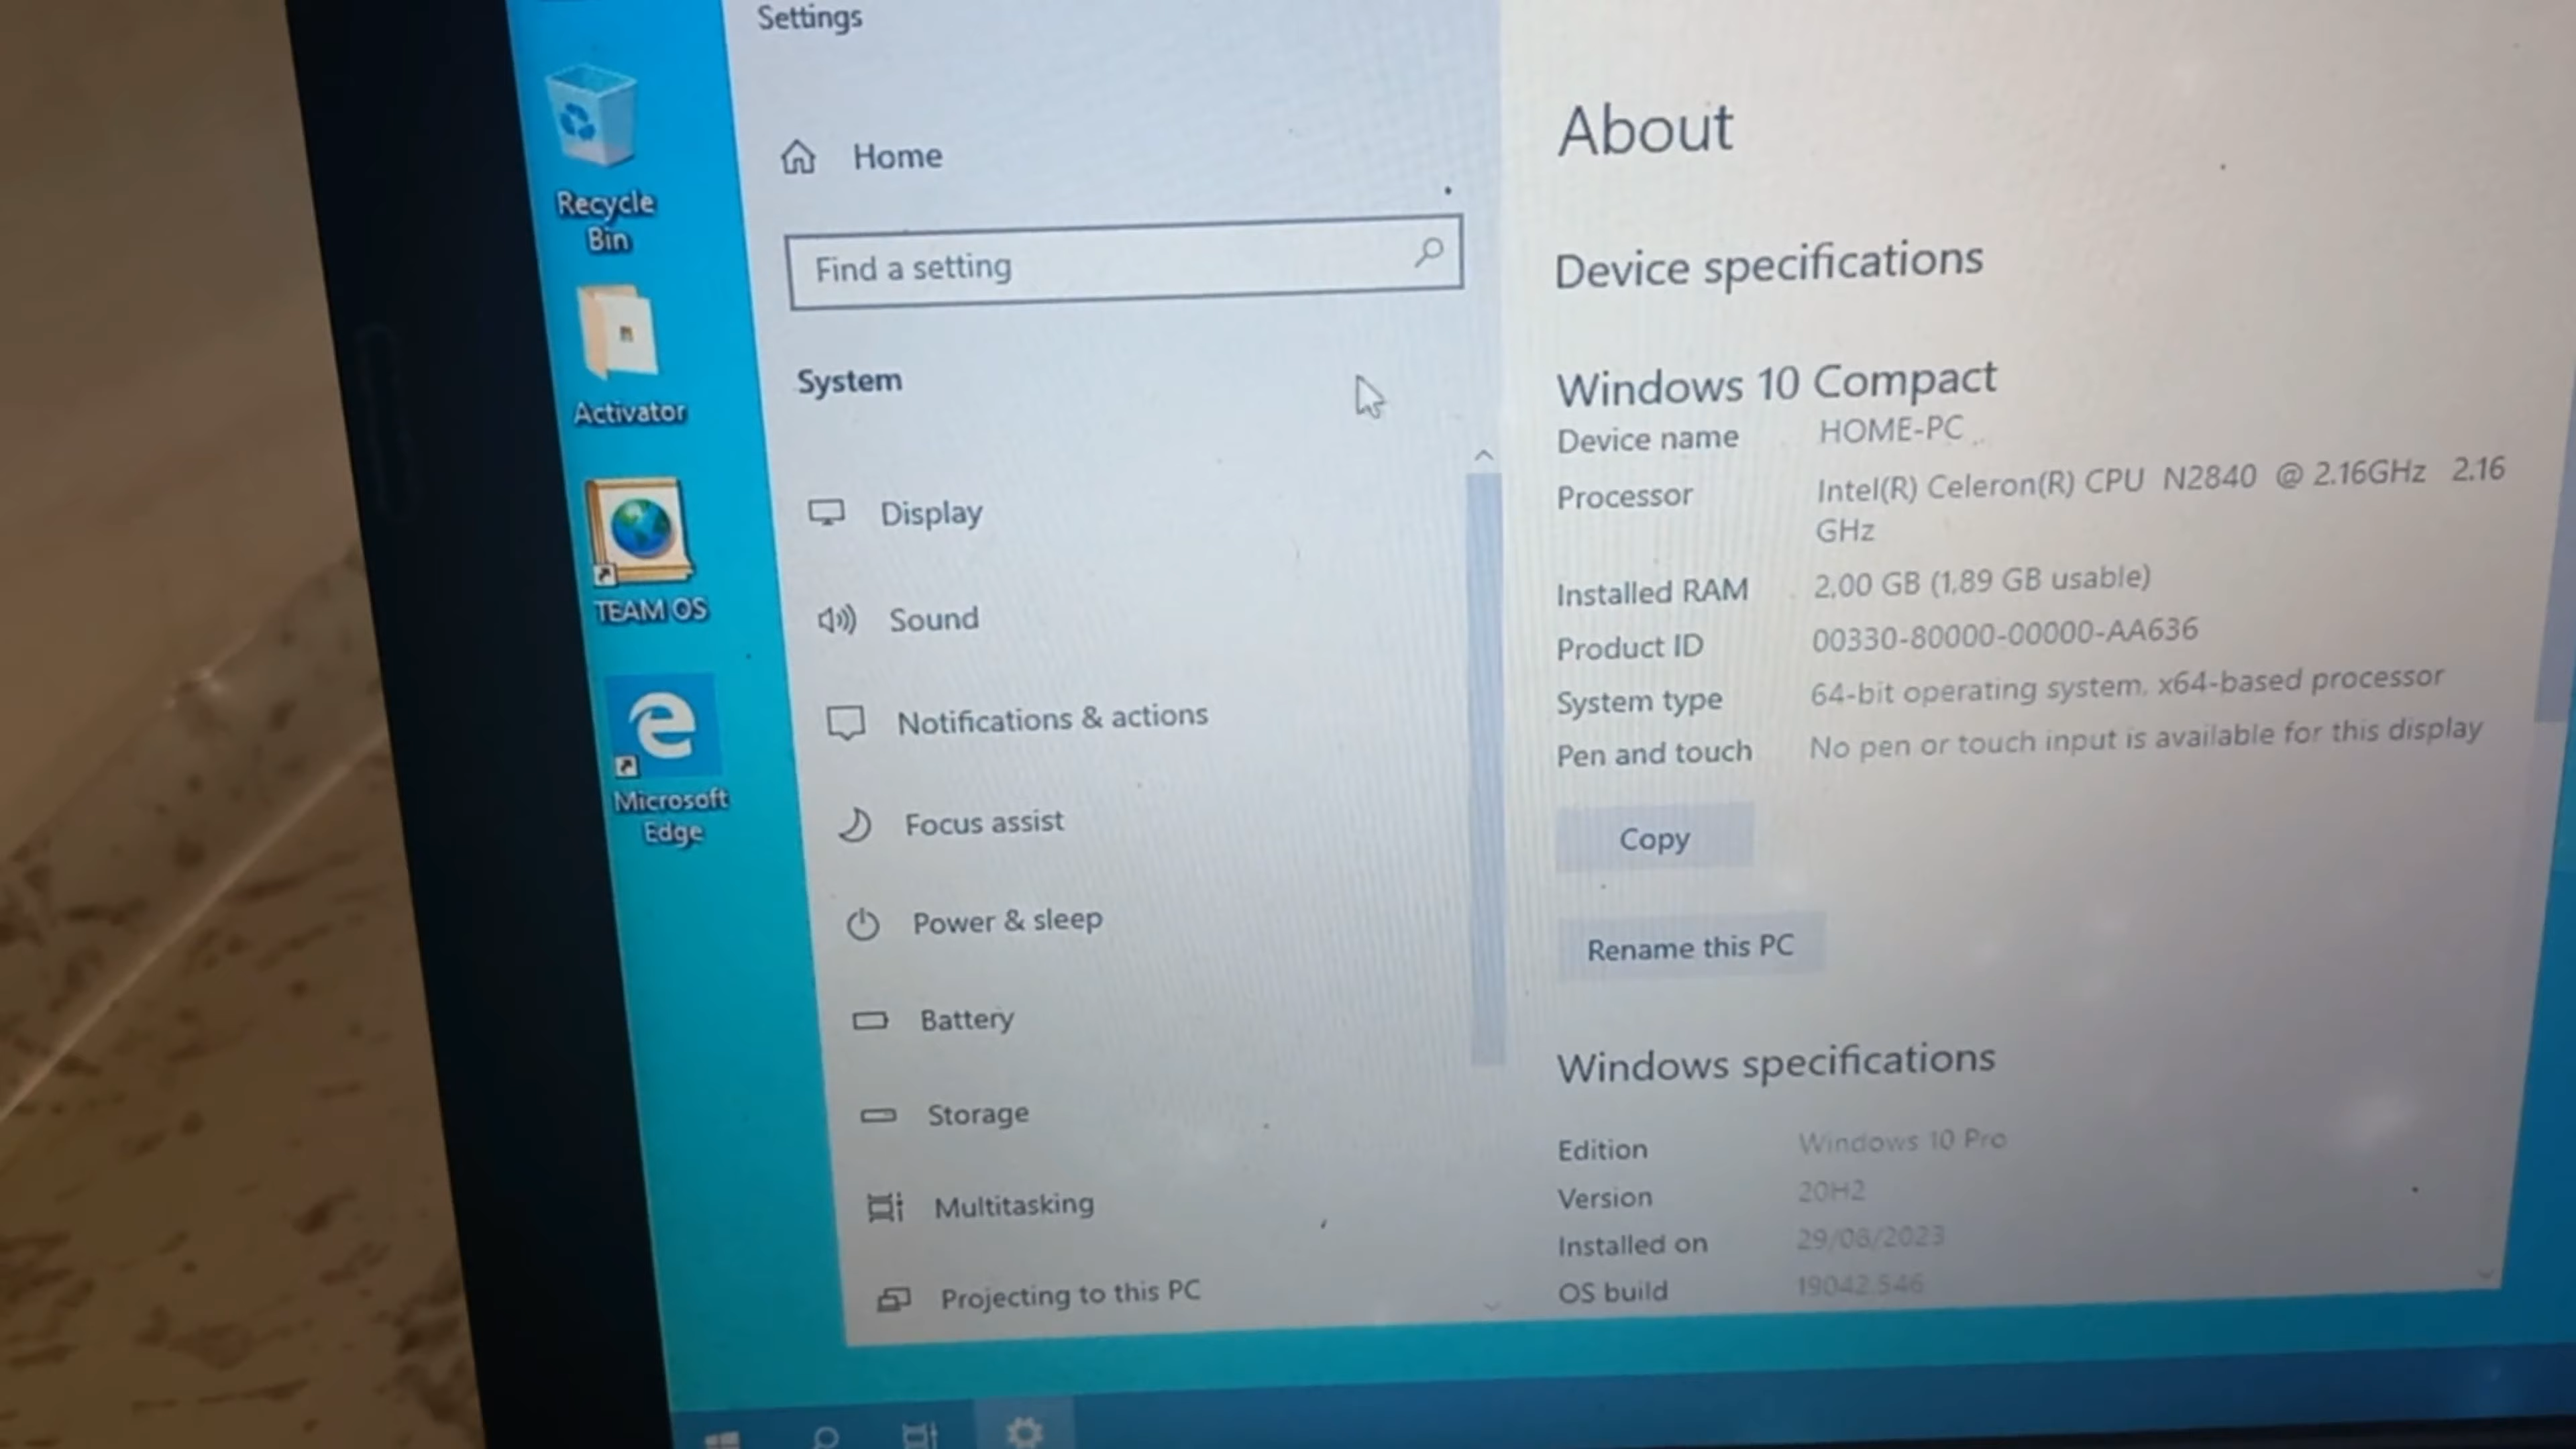 Settings
Recycle
Bin
Activator
TEAM OS
Microsoft
Edge
Home
Find a setting
System
Display
Sound
Notifications & actions
Focus assist
Power & sleep
Battery
Storage
Multitasking
Projecting to this PC
About
Device specifications
Windows 10 Compact
Device name HOME-PC
Processor Intel(R) Celeron(R) CPU N2840 @ 2.16GHz 2.16
GHz
Installed RAM 2,00 GB (1,89 GB usable)
Product ID 00330-80000-00000-AA636
System type 64-bit operating system, x64-based processor
Pen and touch No pen or touch input is available for this display
Copy
Rename this PC
Windows specifications
Edition Windows 10 Pro
Version 20H2
Installed on 29/08/2023
OS build 19042.546